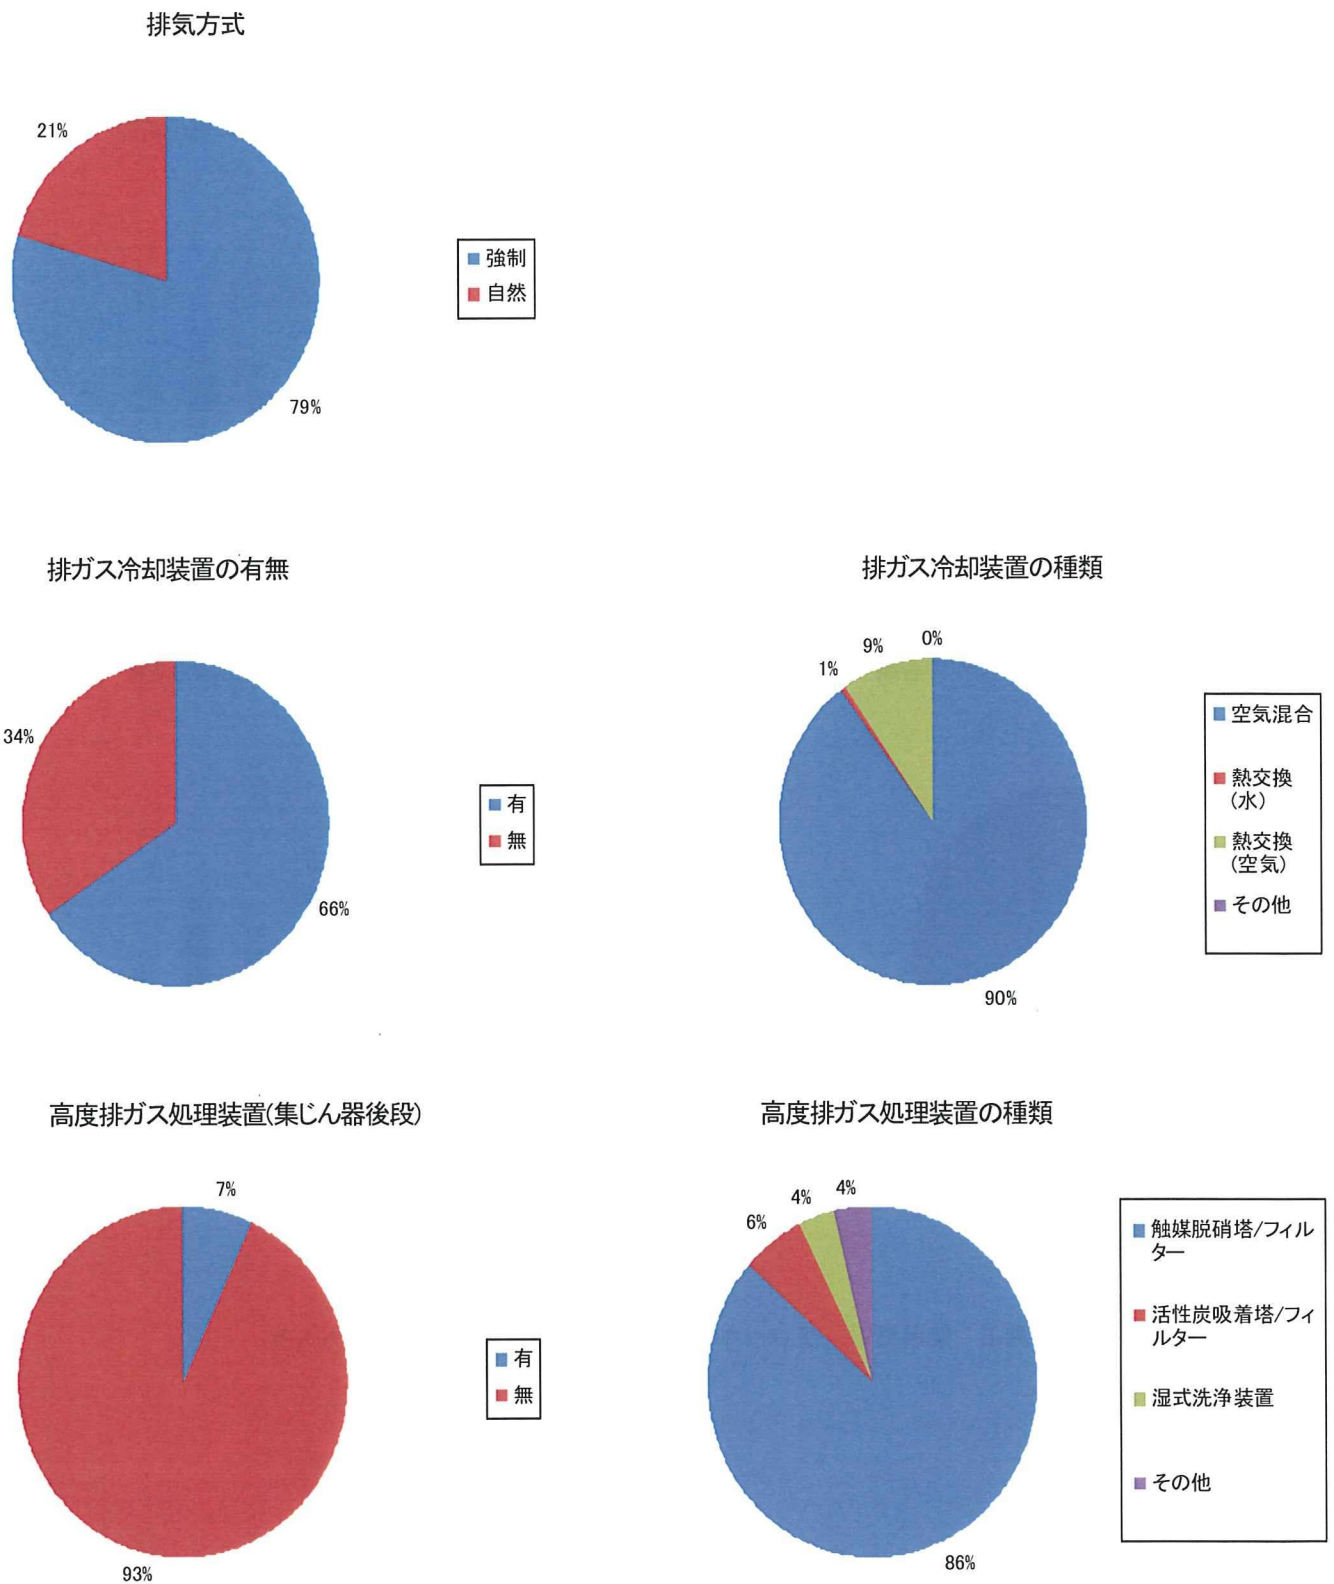 排気方式
21%
79%
強制
自然
排ガス冷却装置の有無
34%
66%
有
無
排ガス冷却装置の種類
1%
9%
0%
90%
空気混合
熱交換
(水)
熱交換
(空気)
その他
高度排ガス処理装置(集じん器後段)
7%
93%
有
無
高度排ガス処理装置の種類
6%
4%
4%
86%
触媒脱硝塔/フィル
ター
活性炭吸着塔/フィ
ルター
湿式洗浄装置
その他